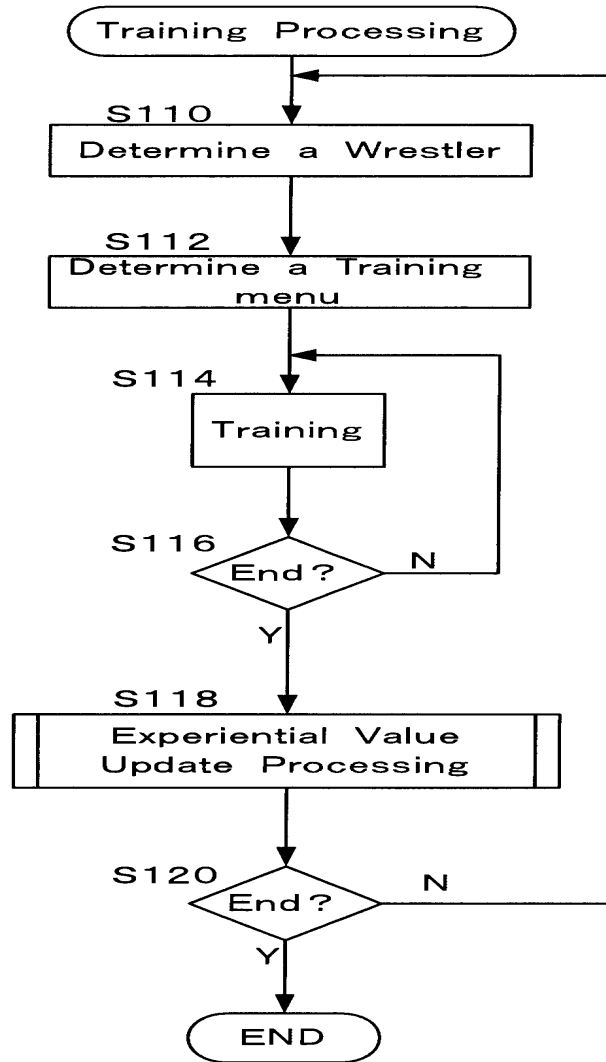 Training Processing
S110
Determine a Wrestler
S112
Determine a Training
menu
S114
Training
S116
End?
N
Y
S118
Experiential Value
Update Processing
S120
End?
N
Y
END